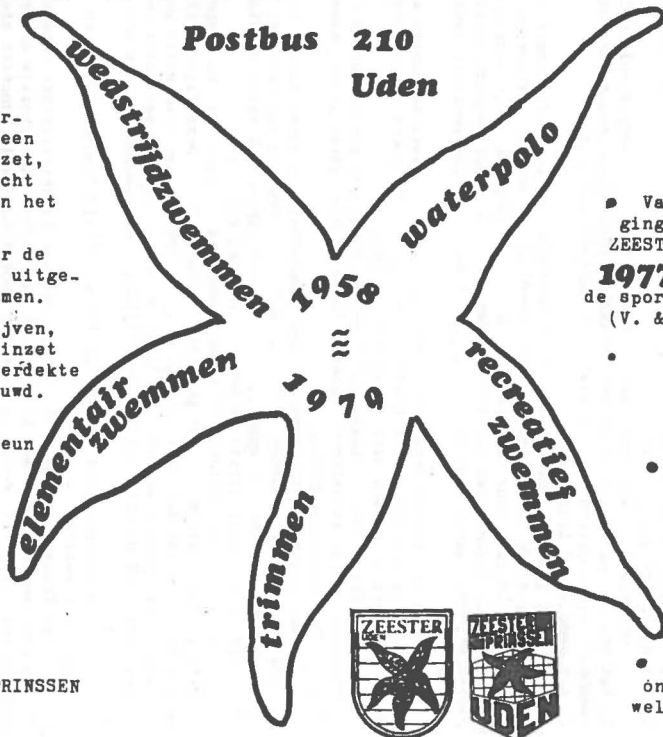 Postbus 210
Uden
wedstrijdzwemmen
waterpolo
1958
1979
elementair
zwemmen
trimmen
recreatief
zwemmen
r-
een
zet,
cht
n het
r de
uitge-
men.
jven,
inzet
erdekte
uwd.
eun
PRINSSEN
Va
ging
ZEEST
1977
de spor
(V. &
ón
wel
ZEESTER
UDEN
ZEESTER
PRINSSEN
UDEN